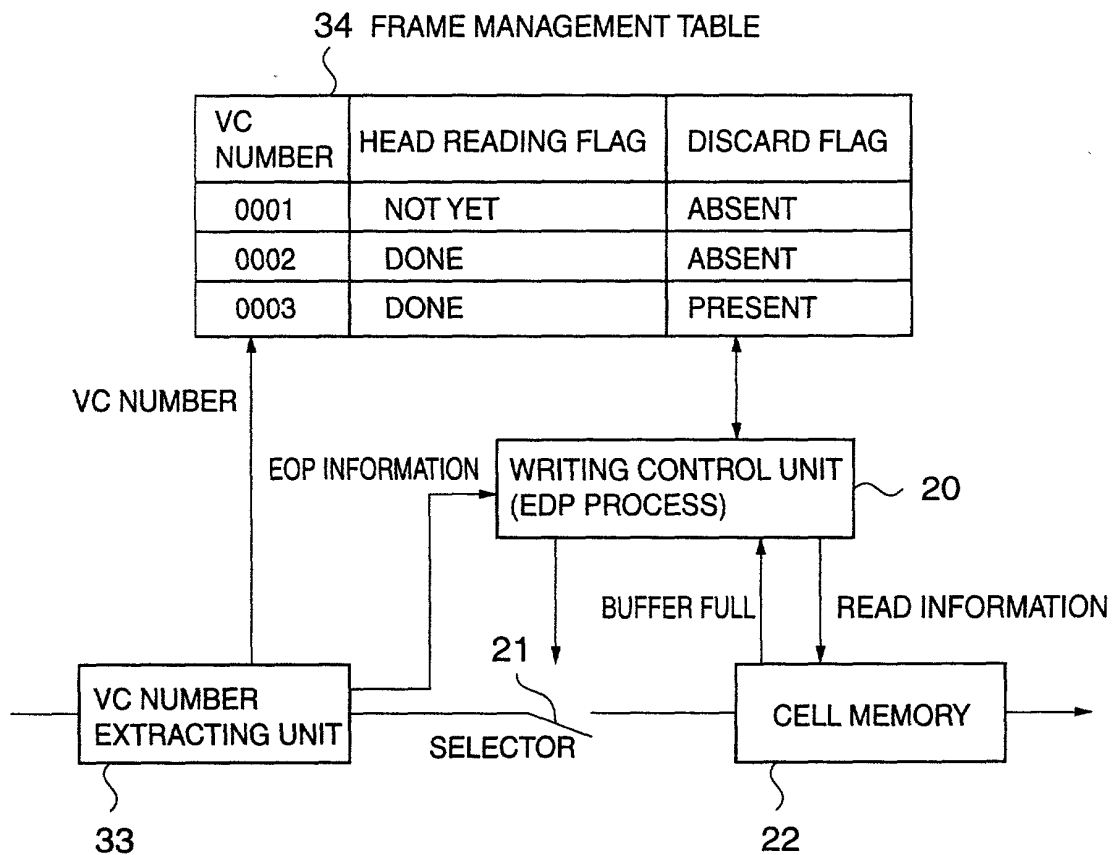 34 FRAME MANAGEMENT TABLE
VC NUMBER
HEAD READING FLAG
DISCARD FLAG
0001 NOT YET ABSENT
0002 DONE ABSENT
0003 DONE PRESENT
VC NUMBER
EOP INFORMATION
WRITING CONTROL UNIT
(EDP PROCESS)
20
BUFFER FULL
READ INFORMATION
21
VC NUMBER
EXTRACTING UNIT
SELECTOR
CELL MEMORY
33
22